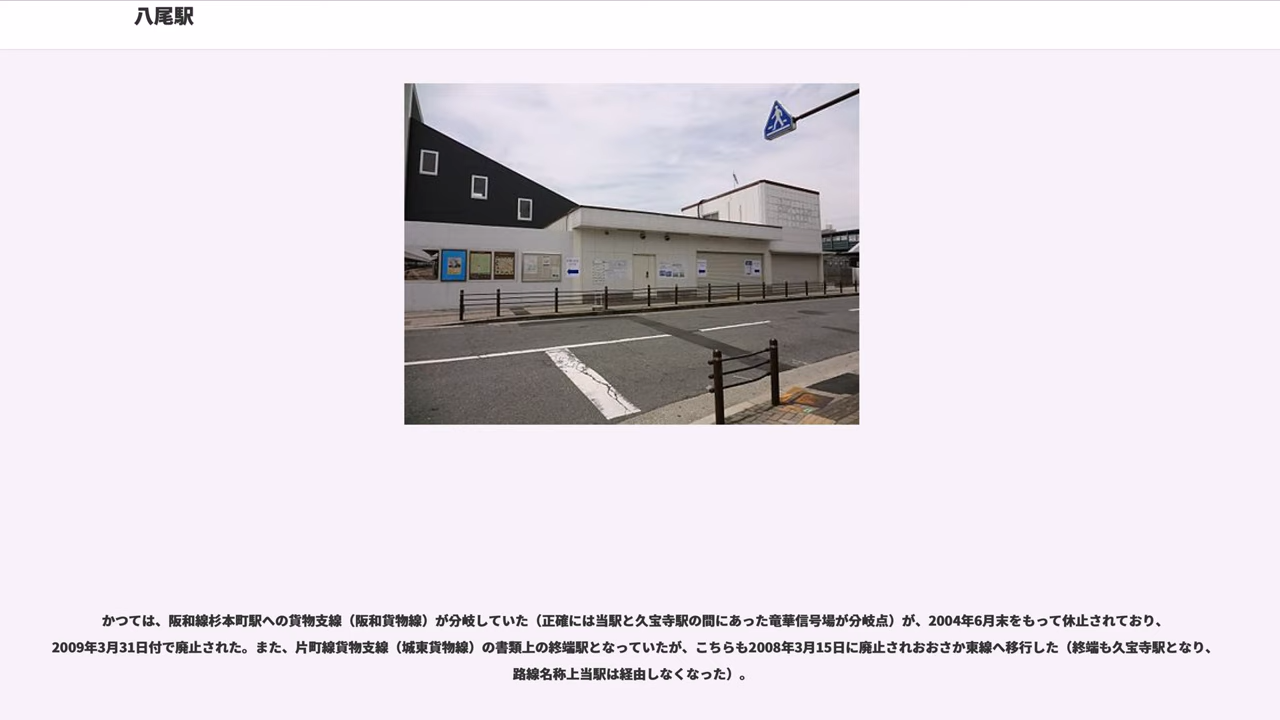 八尾駅
かつては、阪和線杉本町駅への貨物支線（阪和貨物線）が分岐していた（正確には当駅と久宝寺駅の間にあった竜華信号場が分岐点）が、2004年6月末をもって休止されており、
2009年3月31日付で廃止された。また、片町線貨物支線（城東貨物線）の書類上の終端駅となっていたが、こちらも2008年3月15日に廃止されおおさか東線へ移行した（終端も久宝寺駅となり、
路線名称上当駅は経由しなくなった）。